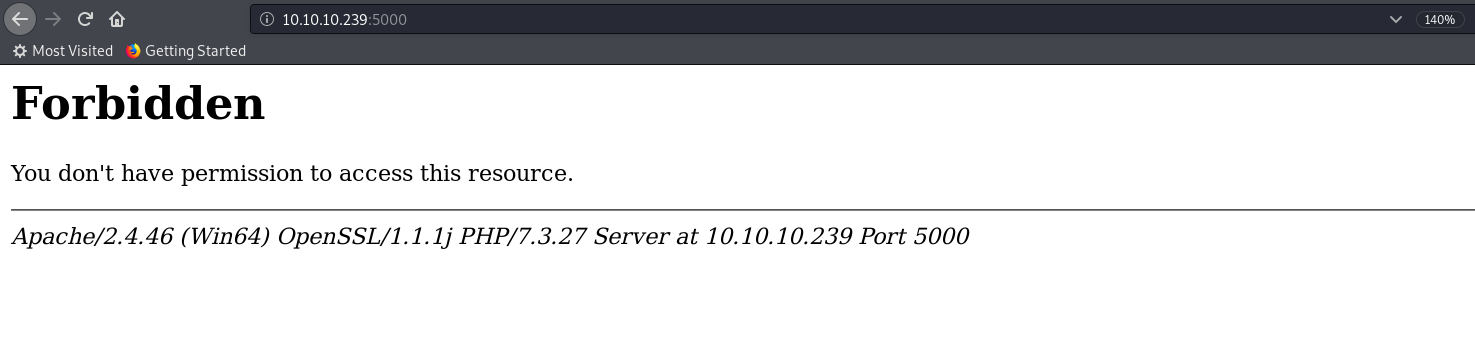 10.10.10.239:5000
140%
Most Visited
Getting Started
Forbidden
You don't have permission to access this resource.
Apache/2.4.46 (Win64) OpenSSL/1.1.1j PHP/7.3.27 Server at 10.10.10.239 Port 5000